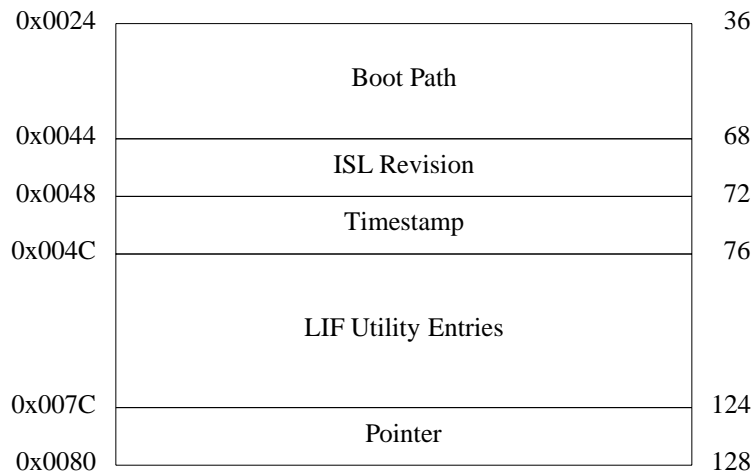 0x0024 36
Boot Path
0x0044 68
ISL Revision
0x0048 72
Timestamp
0x004C 76
LIF Utility Entries
0x007C 124
Pointer
0x0080 128